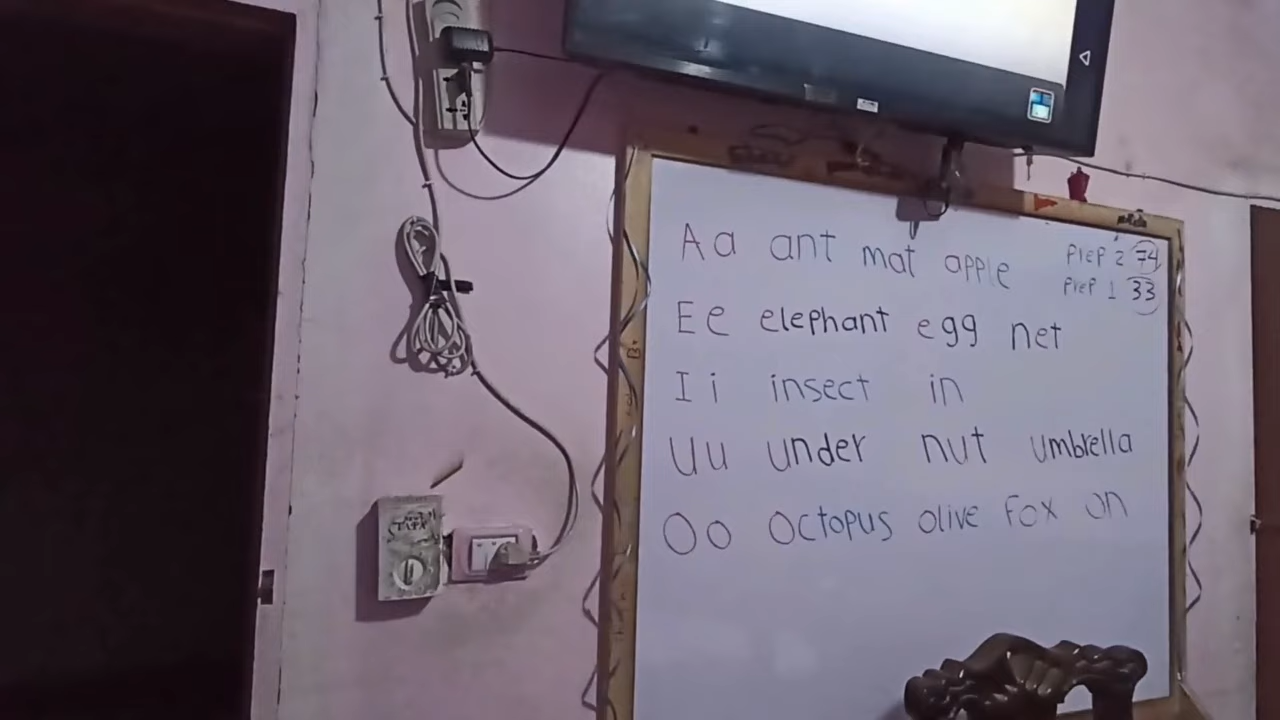 Aa ant mat apple
PreP 2 74
PreP 1 33
Ee elephant egg net
I i insect in
Uu under nut umbrella
Oo Octopus olive Fox on